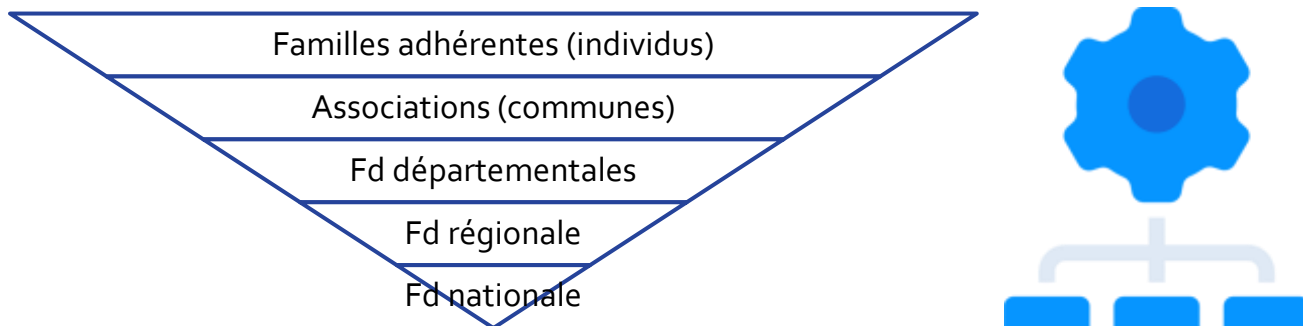 Familles adhérentes (individus)
Associations (communes)
Fd départementales
Fd régionale
Fd nationale